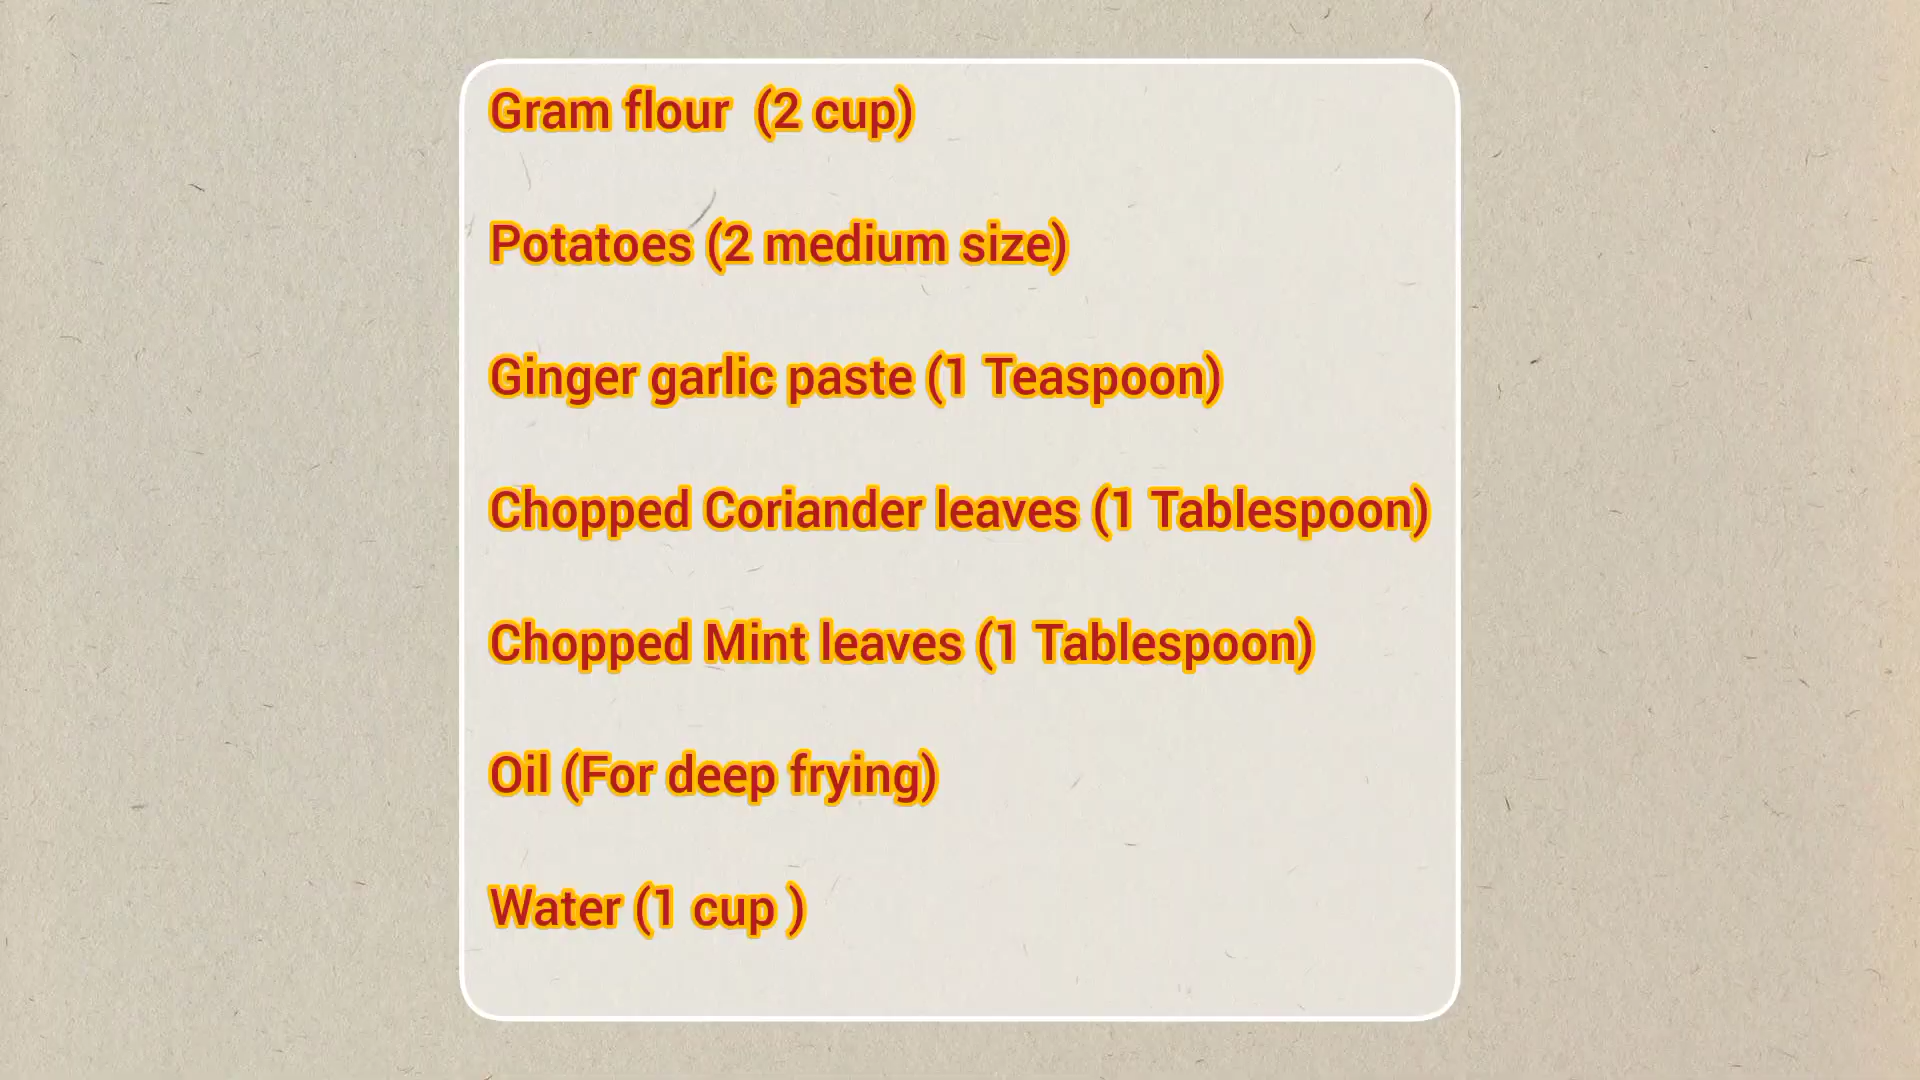 Gram flour  (2 cup)
Potatoes (2 medium size)
Ginger garlic paste (1 Teaspoon)
Chopped Coriander leaves (1 Tablespoon)
Chopped Mint leaves (1 Tablespoon)
Oil (For deep frying)
Water (1 cup )